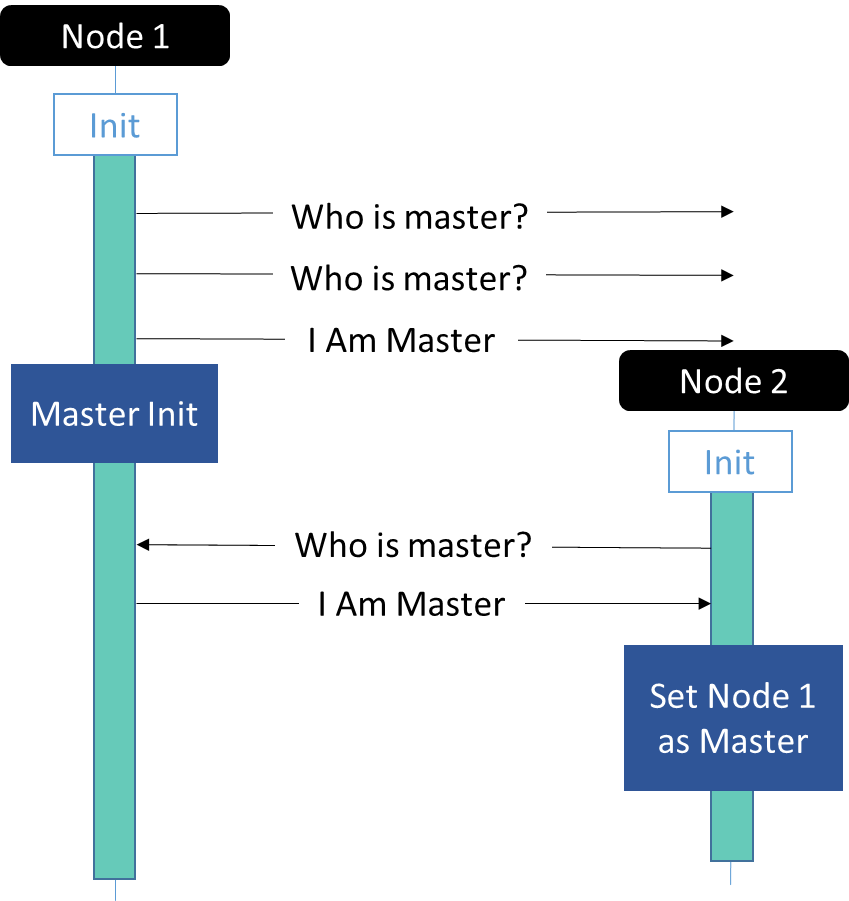 Node 1
Init
Who is master?
Who is master?
I Am Master
Node 2
Master Init
Init
Who is master?
I Am Master
Set Node 1
as Master